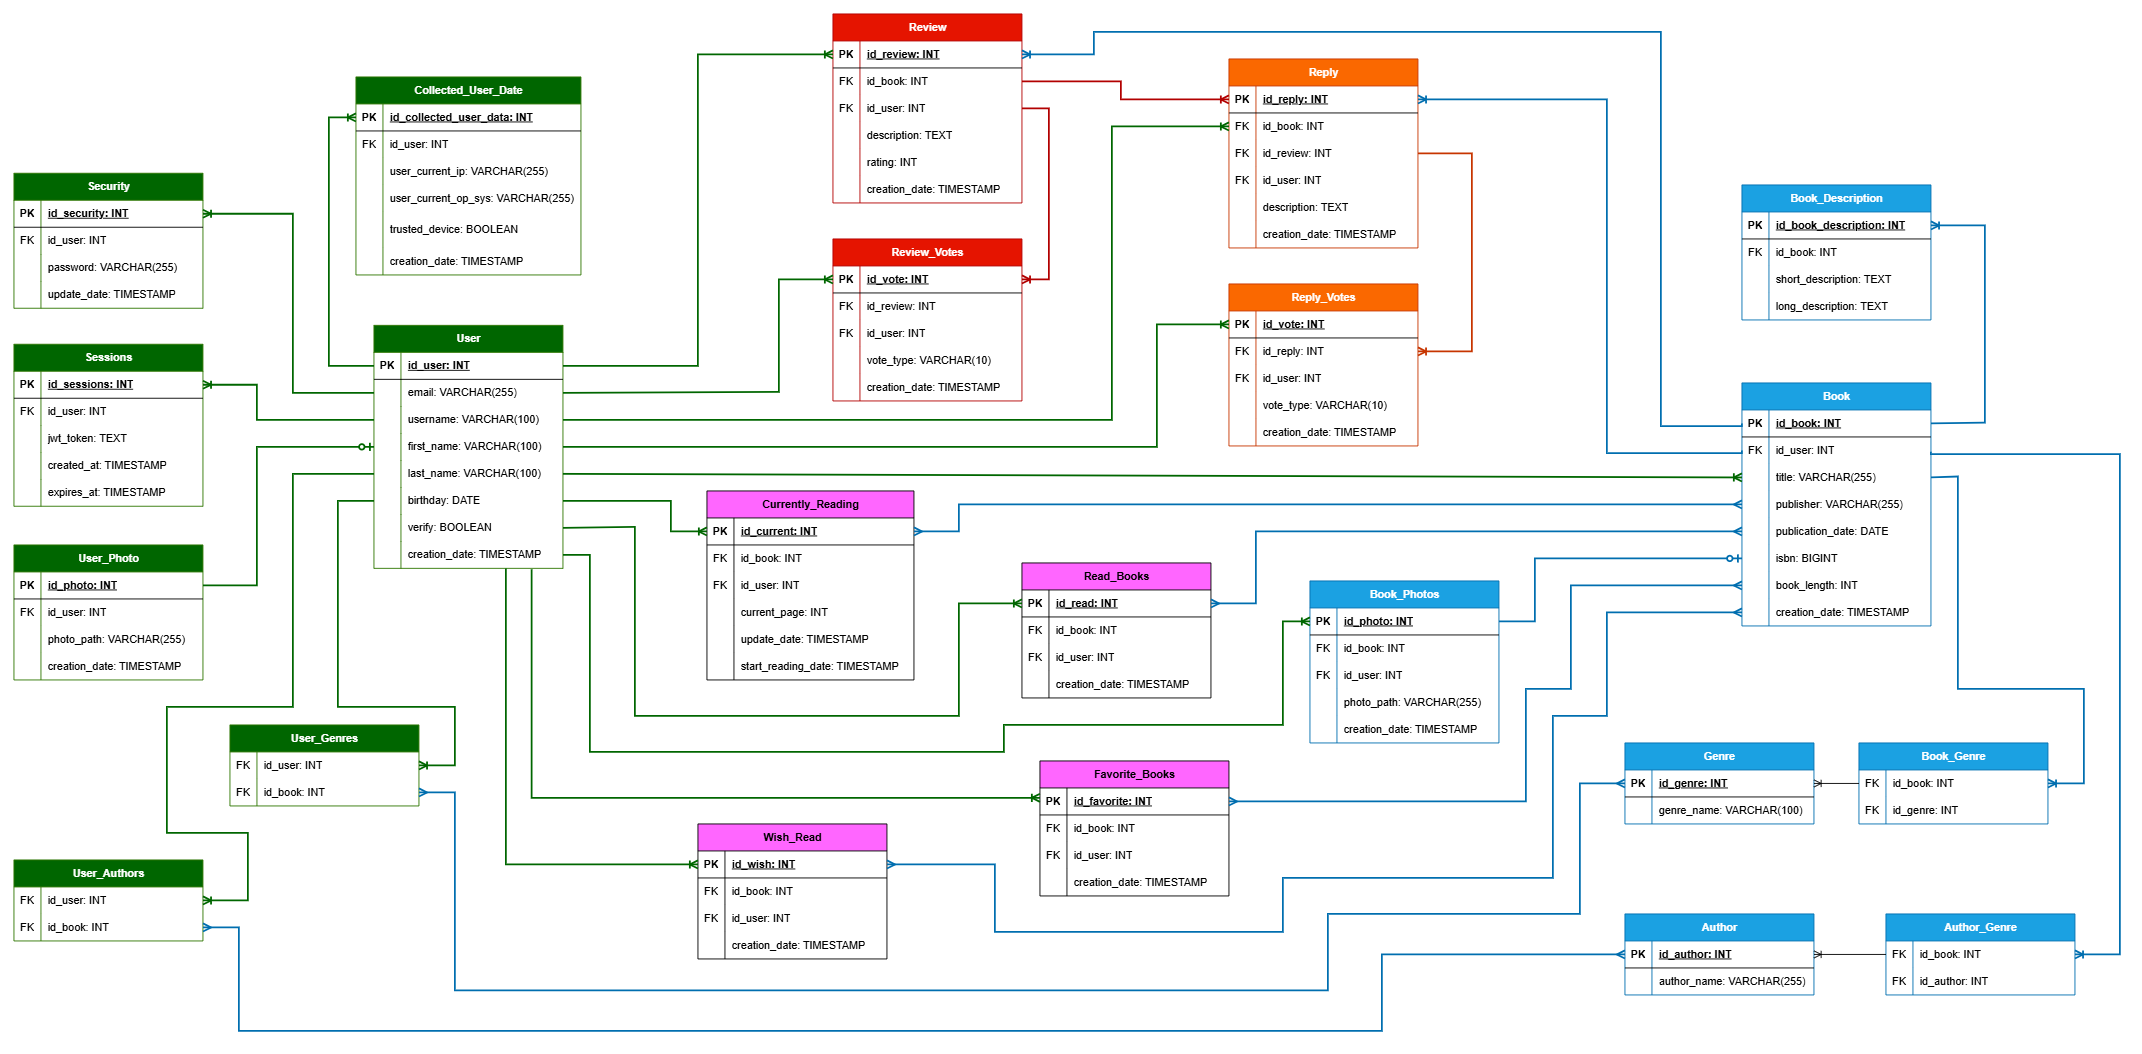 Review
PK id_review: INT
FK id_book: INT
FK id_user: INT
description: TEXT
rating: INT
creation_date: TIMESTAMP
Reply
PK id_reply: INT
FK id_book: INT
FK id_review: INT
FK id_user: INT
description: TEXT
creation_date: TIMESTAMP
Collected_User_Date
PK id_collected_user_data: INT
FK id_user: INT
user_current_ip: VARCHAR(255)
user_current_op_sys: VARCHAR(255)
trusted_device: BOOLEAN
creation_date: TIMESTAMP
Security
PK id_security: INT
FK id_user: INT
password: VARCHAR(255)
update_date: TIMESTAMP
Book_Description
PK id_book_description: INT
FK id_book: INT
short_description: TEXT
long_description: TEXT
Review_Votes
PK id_vote: INT
FK id_review: INT
FK id_user: INT
vote_type: VARCHAR(10)
creation_date: TIMESTAMP
Reply_Votes
PK id_vote: INT
FK id_reply: INT
FK id_user: INT
vote_type: VARCHAR(10)
creation_date: TIMESTAMP
User
PK id_user: INT
email: VARCHAR(255)
username: VARCHAR(100)
first_name: VARCHAR(100)
last_name: VARCHAR(100)
birthday: DATE
verify: BOOLEAN
creation_date: TIMESTAMP
Sessions
PK id_sessions: INT
FK id_user: INT
jwt_token: TEXT
created_at: TIMESTAMP
expires_at: TIMESTAMP
Book
PK id_book: INT
FK id_user: INT
title: VARCHAR(255)
publisher: VARCHAR(255)
publication_date: DATE
isbn: BIGINT
book_length: INT
creation_date: TIMESTAMP
Currently_Reading
PK id_current: INT
FK id_book: INT
FK id_user: INT
current_page: INT
update_date: TIMESTAMP
start_reading_date: TIMESTAMP
User_Photo
PK id_photo: INT
FK id_user: INT
photo_path: VARCHAR(255)
creation_date: TIMESTAMP
Read_Books
PK id_read: INT
FK id_book: INT
FK id_user: INT
creation_date: TIMESTAMP
Book_Photos
PK id_photo: INT
FK id_book: INT
FK id_user: INT
photo_path: VARCHAR(255)
creation_date: TIMESTAMP
User_Genres
FK id_user: INT
FK id_book: INT
Genre
PK id_genre: INT
genre_name: VARCHAR(100)
Book_Genre
FK id_book: INT
FK id_genre: INT
Favorite_Books
PK id_favorite: INT
FK id_book: INT
FK id_user: INT
creation_date: TIMESTAMP
Wish_Read
PK id_wish: INT
FK id_book: INT
FK id_user: INT
creation_date: TIMESTAMP
User_Authors
FK id_user: INT
FK id_book: INT
Author
PK id_author: INT
author_name: VARCHAR(255)
Author_Genre
FK id_book: INT
FK id_author: INT